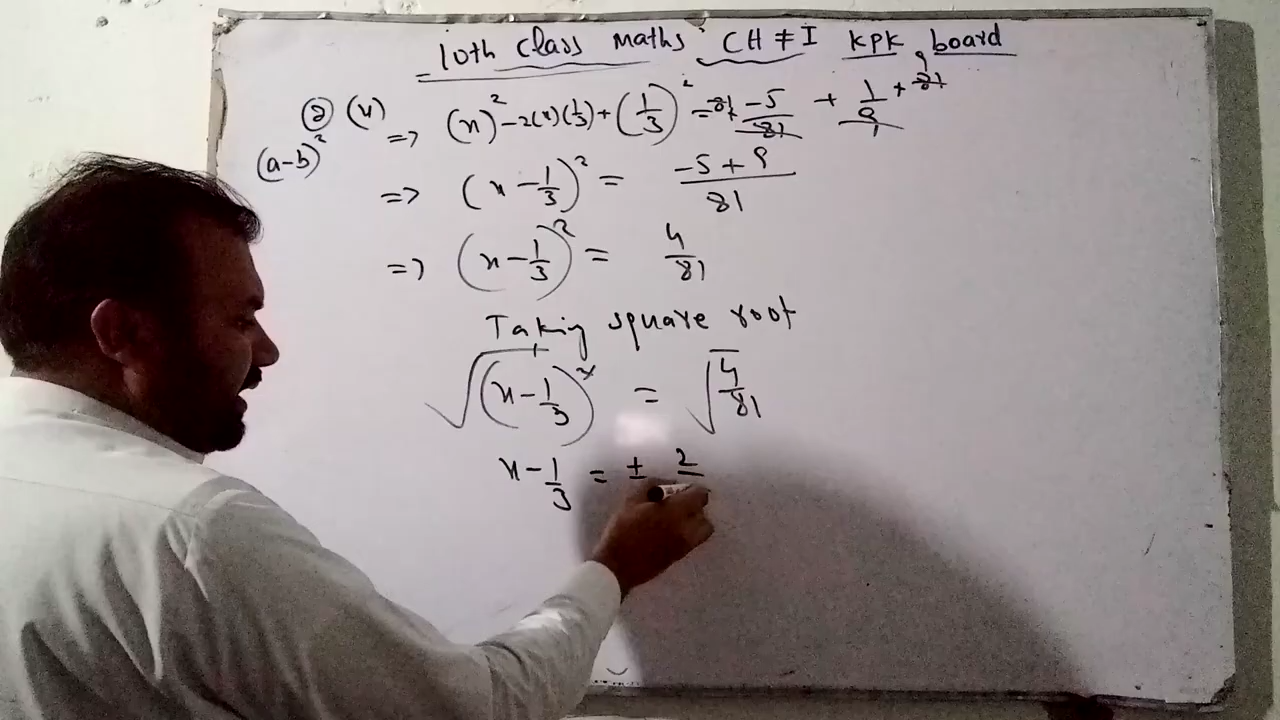 10th class maths CH # I KPK board
② (v) => (x)² - 2(x)(1/3) + (1/3)² = -5/81 + 1/9
(a-b)²
=> (x - 1/3)² = -5 + 9 / 81
=> (x - 1/3)² = 4/81
Taking square root
√(x - 1/3)² = √4/81
x - 1/3 = ± 2